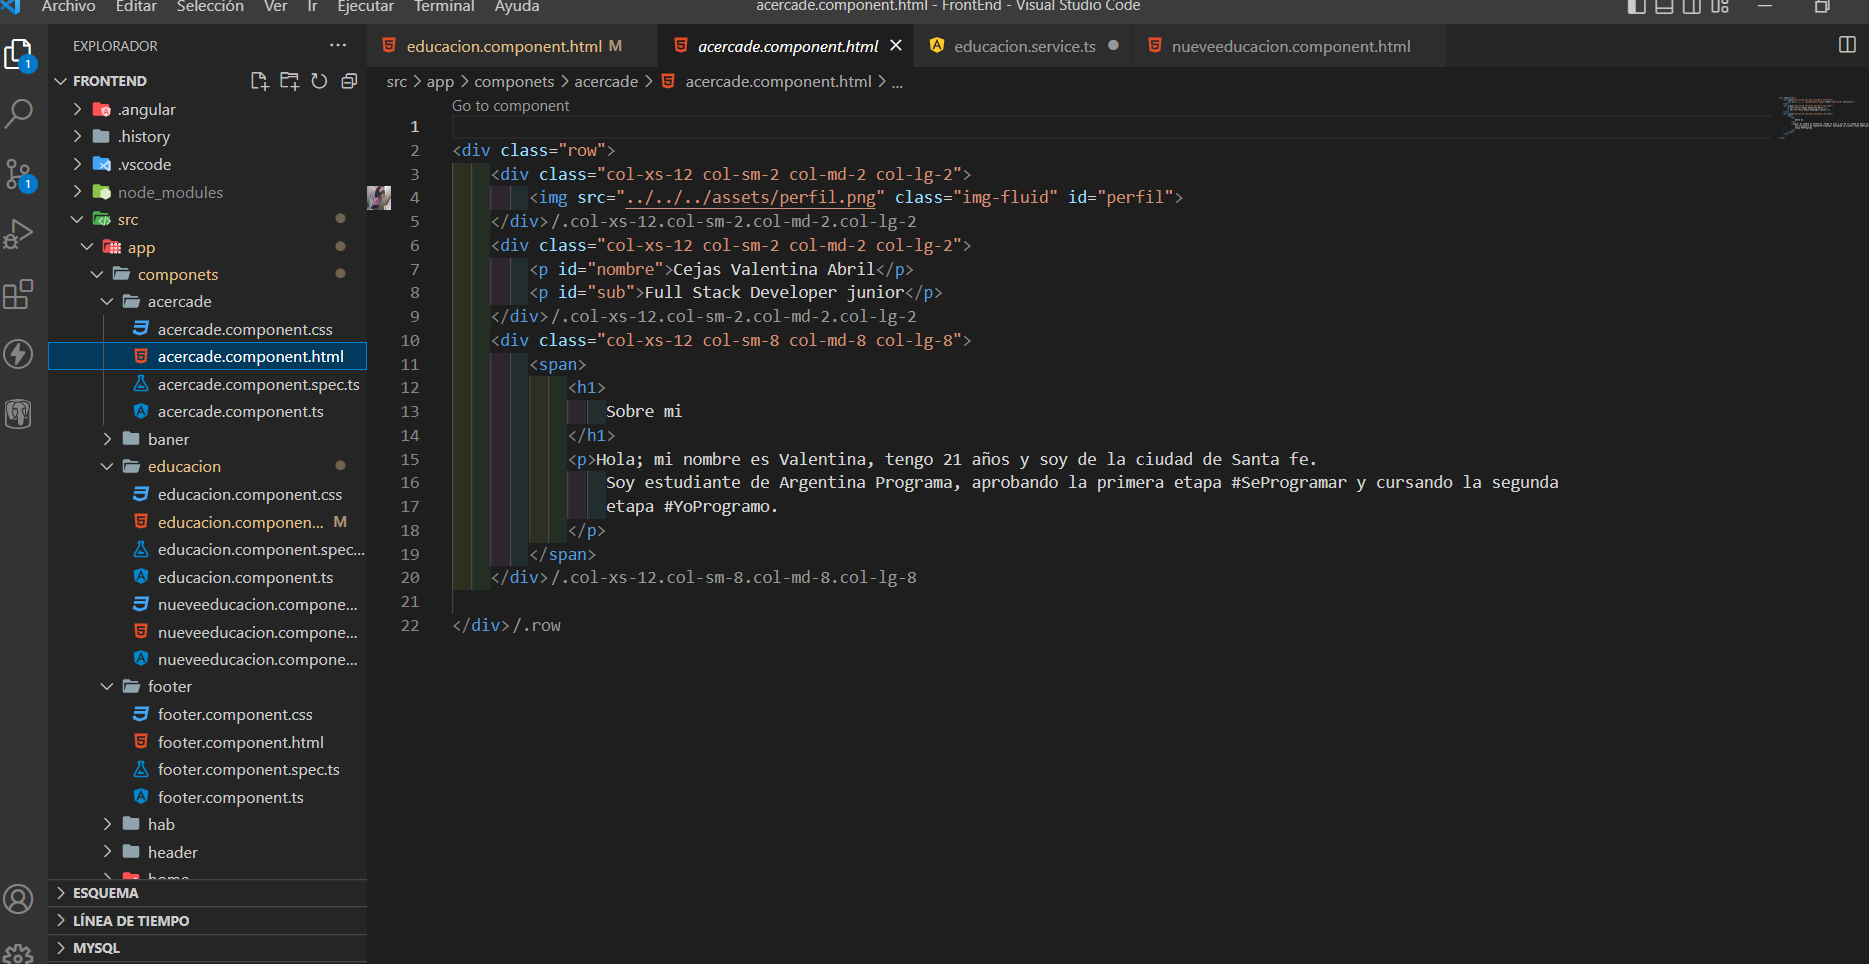 Archivo Editar Selección Ver Ir Ejecutar Terminal Ayuda
acercade.component.html - FrontEnd - Visual Studio Code
EXPLORADOR
FRONTEND
.angular
.history
.vscode
node_modules
src
app
componets
acercade
acercade.component.css
acercade.component.html
acercade.component.spec.ts
acercade.component.ts
baner
educacion
educacion.component.css
educacion.componen... M
educacion.component.spec...
educacion.component.ts
nueveeducacion.compone...
nueveeducacion.compone...
nueveeducacion.compone...
footer
footer.component.css
footer.component.html
footer.component.spec.ts
footer.component.ts
hab
header
home
ESQUEMA
LÍNEA DE TIEMPO
MYSQL
1
1
educacion.component.html M
acercade.component.html
educacion.service.ts
nueveeducacion.component.html
src > app > componets > acercade > acercade.component.html > ...
Go to component
1
2 <div class="row">
3 <div class="col-xs-12 col-sm-2 col-md-2 col-lg-2">
4 <img src="../../../assets/perfil.png" class="img-fluid" id="perfil">
5 </div>/.col-xs-12.col-sm-2.col-md-2.col-lg-2
6 <div class="col-xs-12 col-sm-2 col-md-2 col-lg-2">
7 <p id="nombre">Cejas Valentina Abril</p>
8 <p id="sub">Full Stack Developer junior</p>
9 </div>/.col-xs-12.col-sm-2.col-md-2.col-lg-2
10 <div class="col-xs-12 col-sm-8 col-md-8 col-lg-8">
11 <span>
12 <h1>
13 Sobre mi
14 </h1>
15 <p>Hola; mi nombre es Valentina, tengo 21 años y soy de la ciudad de Santa fe.
16 Soy estudiante de Argentina Programa, aprobando la primera etapa #SeProgramar y cursando la segunda
17 etapa #YoProgramo.
18 </p>
19 </span>
20 </div>/.col-xs-12.col-sm-8.col-md-8.col-lg-8
21
22 </div>/.row